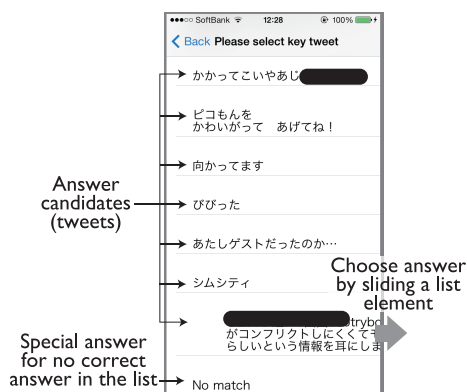 SoftBank 12:28 100%
Back Please select key tweet
かかってこいやあじ
ピコもんを
かわいがって あげてね！
向かってます
びびった
あたしゲストだったのか…
シムシティ
trybo
がコンフリクトしにくくてす
らしいという情報を耳にしま
No match
Answer
candidates
(tweets)
Choose answer
by sliding a list
element
Special answer
for no correct
answer in the list